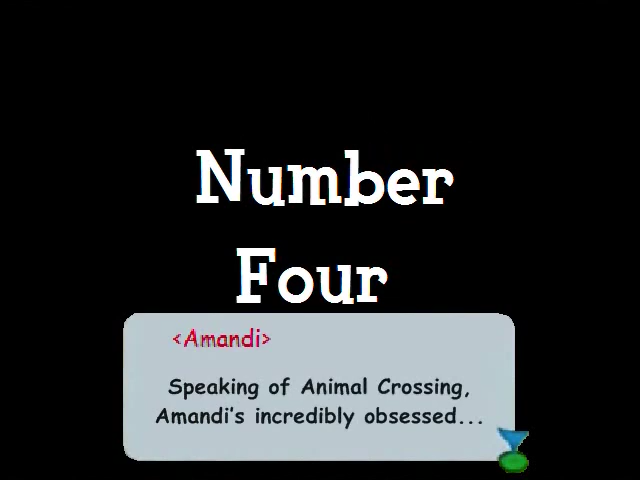 Number
Four
<Amandi>
Speaking of Animal Crossing,
Amandi's incredibly obsessed...